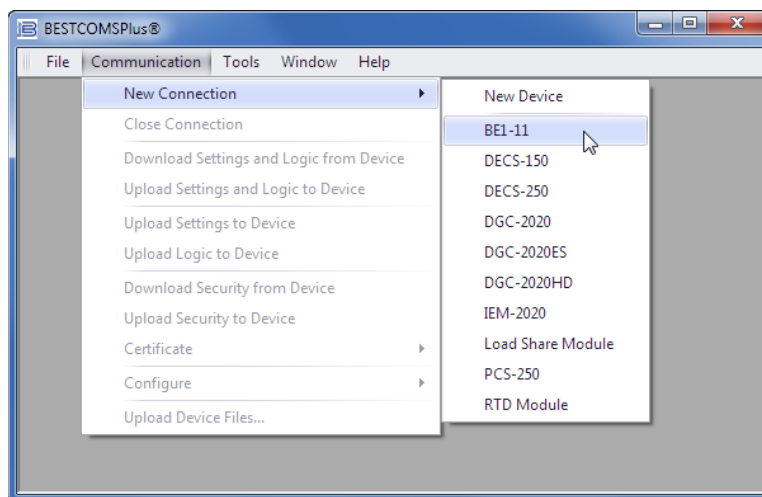 BESTCOMSPlus®
File Communication Tools Window Help
New Connection
Close Connection
Download Settings and Logic from Device
Upload Settings and Logic to Device
Upload Settings to Device
Upload Logic to Device
Download Security from Device
Upload Security to Device
Certificate
Configure
Upload Device Files...
New Device
BE1-11
DECS-150
DECS-250
DGC-2020
DGC-2020ES
DGC-2020HD
IEM-2020
Load Share Module
PCS-250
RTD Module